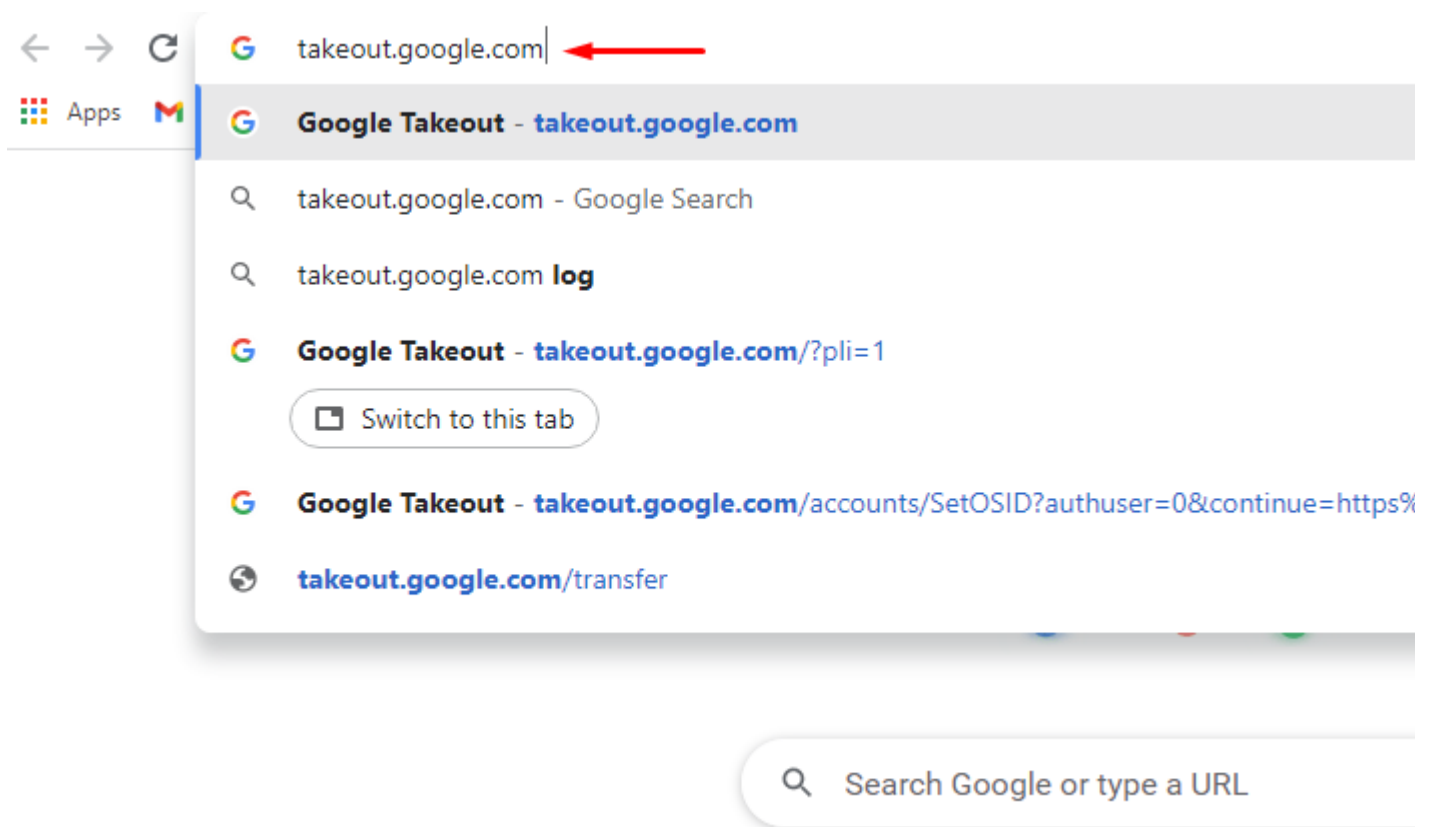 takeout.google.com
Apps
Google Takeout - takeout.google.com
takeout.google.com - Google Search
takeout.google.com log
Google Takeout - takeout.google.com/?pli=1
Switch to this tab
Google Takeout - takeout.google.com/accounts/SetOSID?authuser=0&continue=https%
takeout.google.com/transfer
Search Google or type a URL